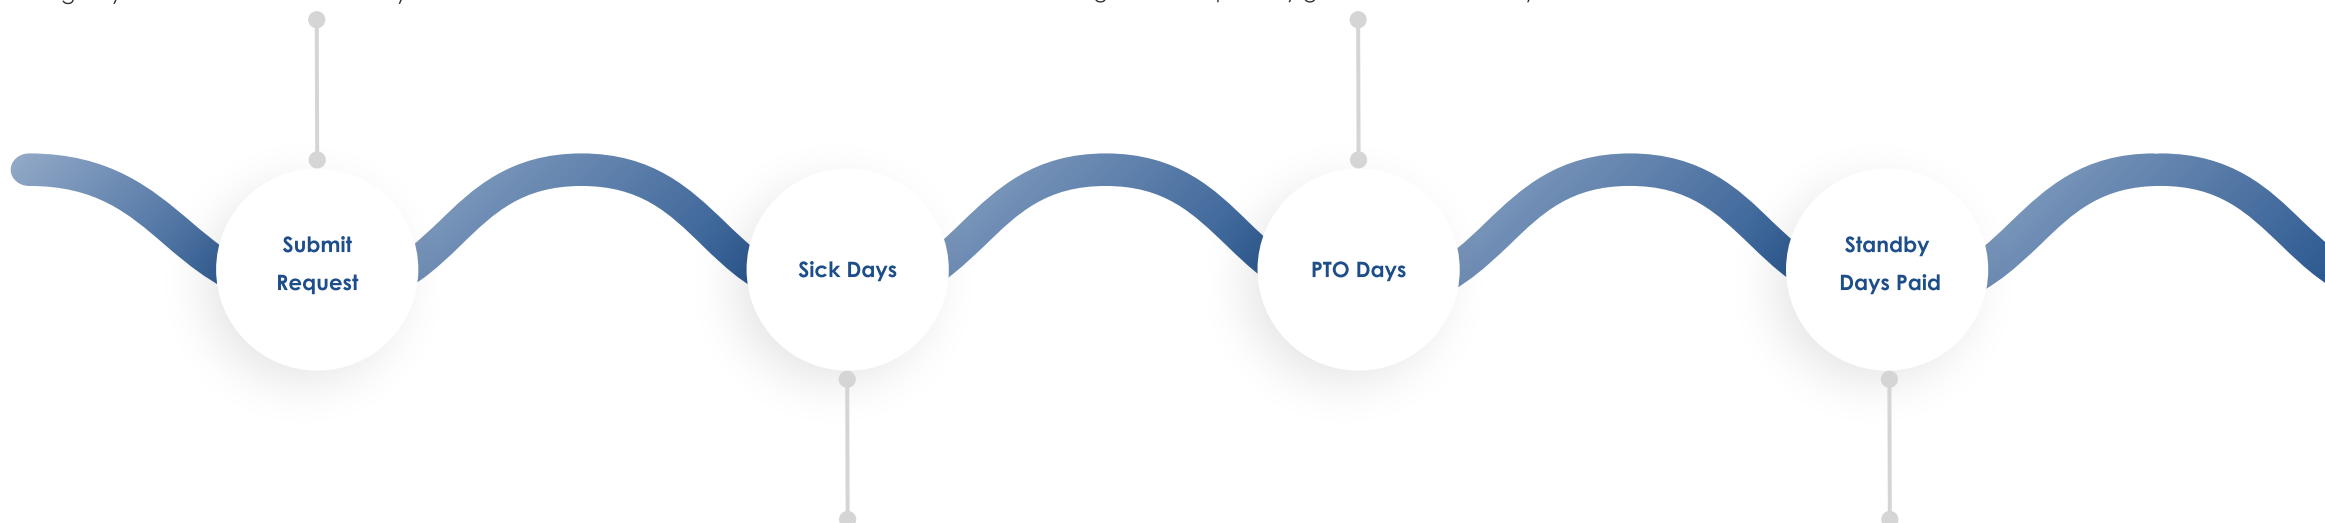 Submit
Request
Sick Days
PTO Days
Standby
Days Paid